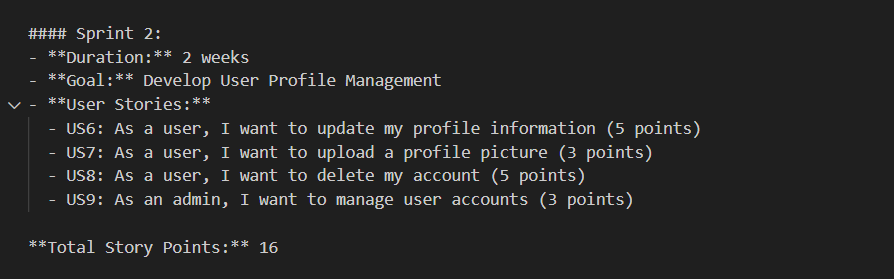 #### Sprint 2:
- **Duration:** 2 weeks
- **Goal:** Develop User Profile Management
- **User Stories:**
- US6: As a user, I want to update my profile information (5 points)
- US7: As a user, I want to upload a profile picture (3 points)
- US8: As a user, I want to delete my account (5 points)
- US9: As an admin, I want to manage user accounts (3 points)
**Total Story Points:** 16